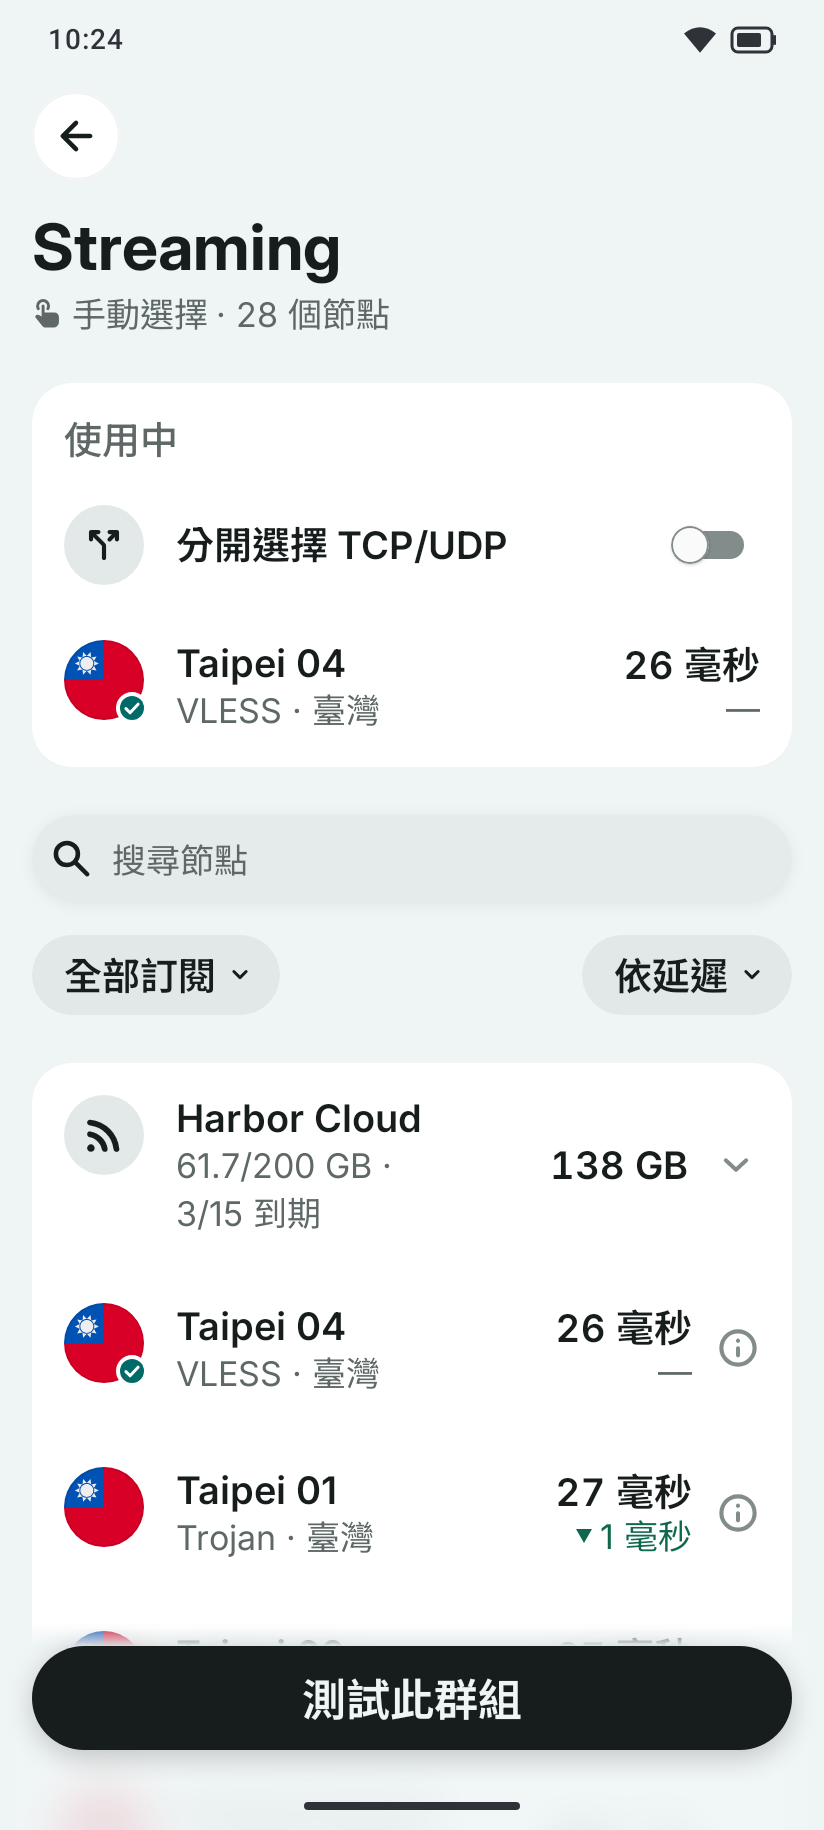 10:24
Streaming
手動選擇 · 28 個節點
使用中
分開選擇 TCP/UDP
Taipei 04
26 毫秒
VLESS · 臺灣
—
搜尋節點
全部訂閱
依延遲
Harbor Cloud
61.7/200 GB ·
3/15 到期
138 GB
Taipei 04
26 毫秒
VLESS · 臺灣
—
Taipei 01
27 毫秒
Trojan · 臺灣
▼1 毫秒
測試此群組